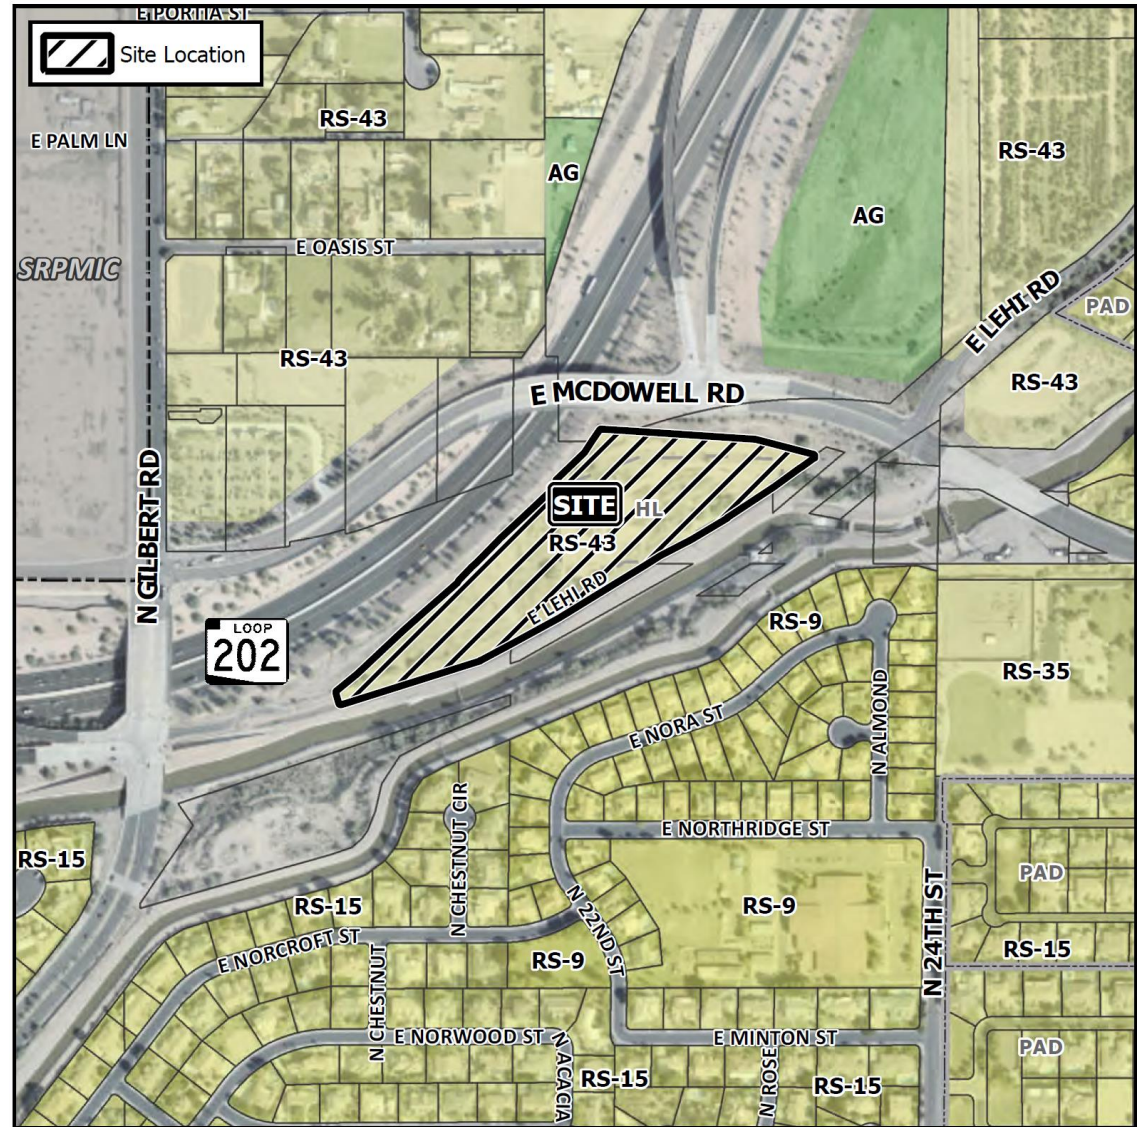 E PORTIA ST
Site Location
RS-43
E PALM LN
RS-43
AG
AG
E OASIS ST
SRPMIC
E LEHI RD
PAD
RS-43
RS-43
E MCDOWELL RD
N GILBERT RD
SITE
HL
RS-43
E LEHI RD
LOOP
202
RS-9
RS-35
E NORA ST
N ALMOND
N CHESTNUT CIR
E NORTHRIDGE ST
RS-15
PAD
N 24TH ST
RS-15
N 22ND ST
RS-9
E NORCROFT ST
RS-9
RS-15
N CHESTNUT
E NORWOOD ST
N ACACIA
E MINTON ST
PAD
RS-15
N ROSE
RS-15